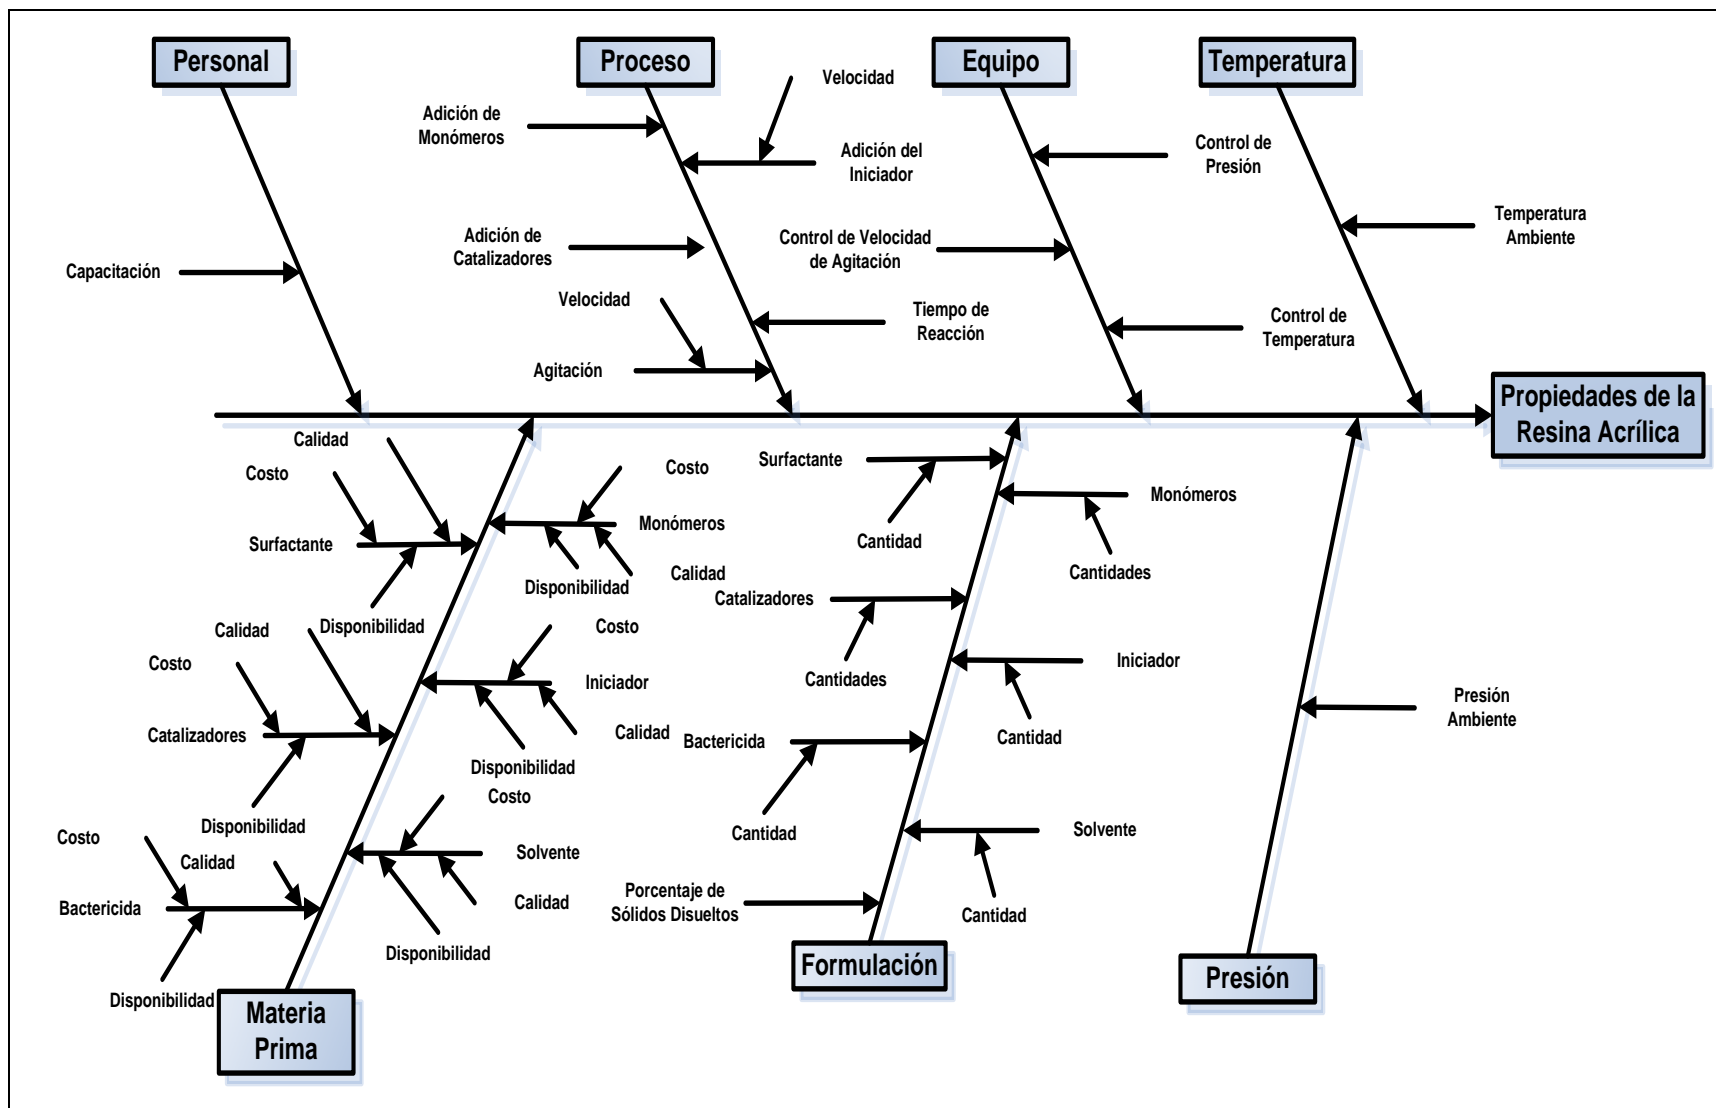 Personal
Proceso
Equipo
Temperatura
Velocidad
Adición de
Monómeros
Adición del
Iniciador
Control de
Presión
Adición de
Catalizadores
Control de Velocidad
de Agitación
Temperatura
Ambiente
Capacitación
Velocidad
Tiempo de
Reacción
Control de
Temperatura
Agitación
Propiedades de la
Resina Acrílica
Calidad
Costo
Surfactante
Disponibilidad
Costo
Monómeros
Disponibilidad
Calidad
Surfactante
Cantidad
Monómeros
Cantidades
Catalizadores
Cantidades
Calidad
Costo
Catalizadores
Disponibilidad
Costo
Iniciador
Calidad
Disponibilidad
Iniciador
Cantidad
Bactericida
Cantidad
Presión
Ambiente
Costo
Calidad
Bactericida
Disponibilidad
Costo
Solvente
Calidad
Disponibilidad
Solvente
Cantidad
Porcentaje de
Sólidos Disueltos
Formulación
Presión
Materia
Prima